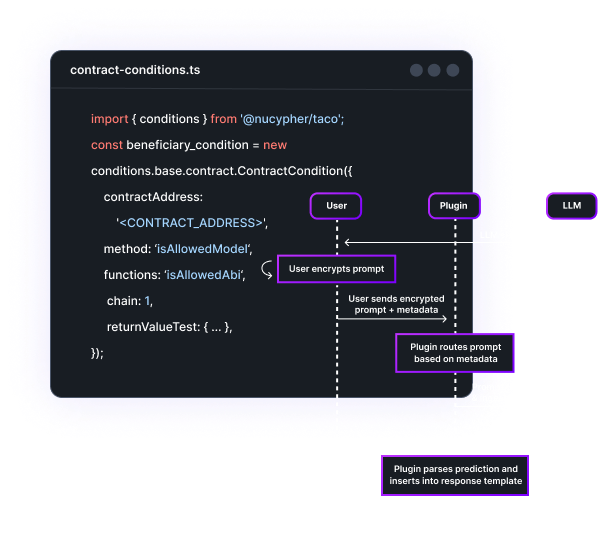 contract-conditions.ts
import { conditions } from '@nucypher/taco';
const beneficiary_condition = new
conditions.base.contract.ContractCondition({
contractAddress:
'<CONTRACT_ADDRESS>',
method: 'isAllowedModel',
functions: 'isAllowedAbi',
chain: 1,
returnValueTest: { ... },
});
User
Plugin
LLM
User encrypts prompt
User sends encrypted
prompt + metadata
Plugin routes prompt
based on metadata
Plugin parses prediction and
inserts into response template